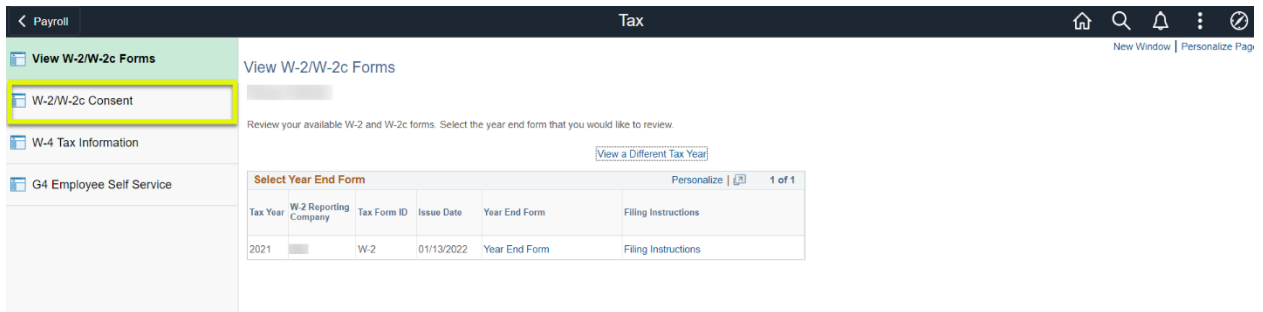 Payroll
Tax
New Window | Personalize Page
View W-2/W-2c Forms
W-2/W-2c Consent
W-4 Tax Information
G4 Employee Self Service
View W-2/W-2c Forms
Review your available W-2 and W-2c forms. Select the year end form that you would like to review.
View a Different Tax Year
Select Year End Form Personalize | 1 of 1
Tax Year W-2 Reporting Company Tax Form ID Issue Date Year End Form Filing Instructions
2021 W-2 01/13/2022 Year End Form Filing Instructions